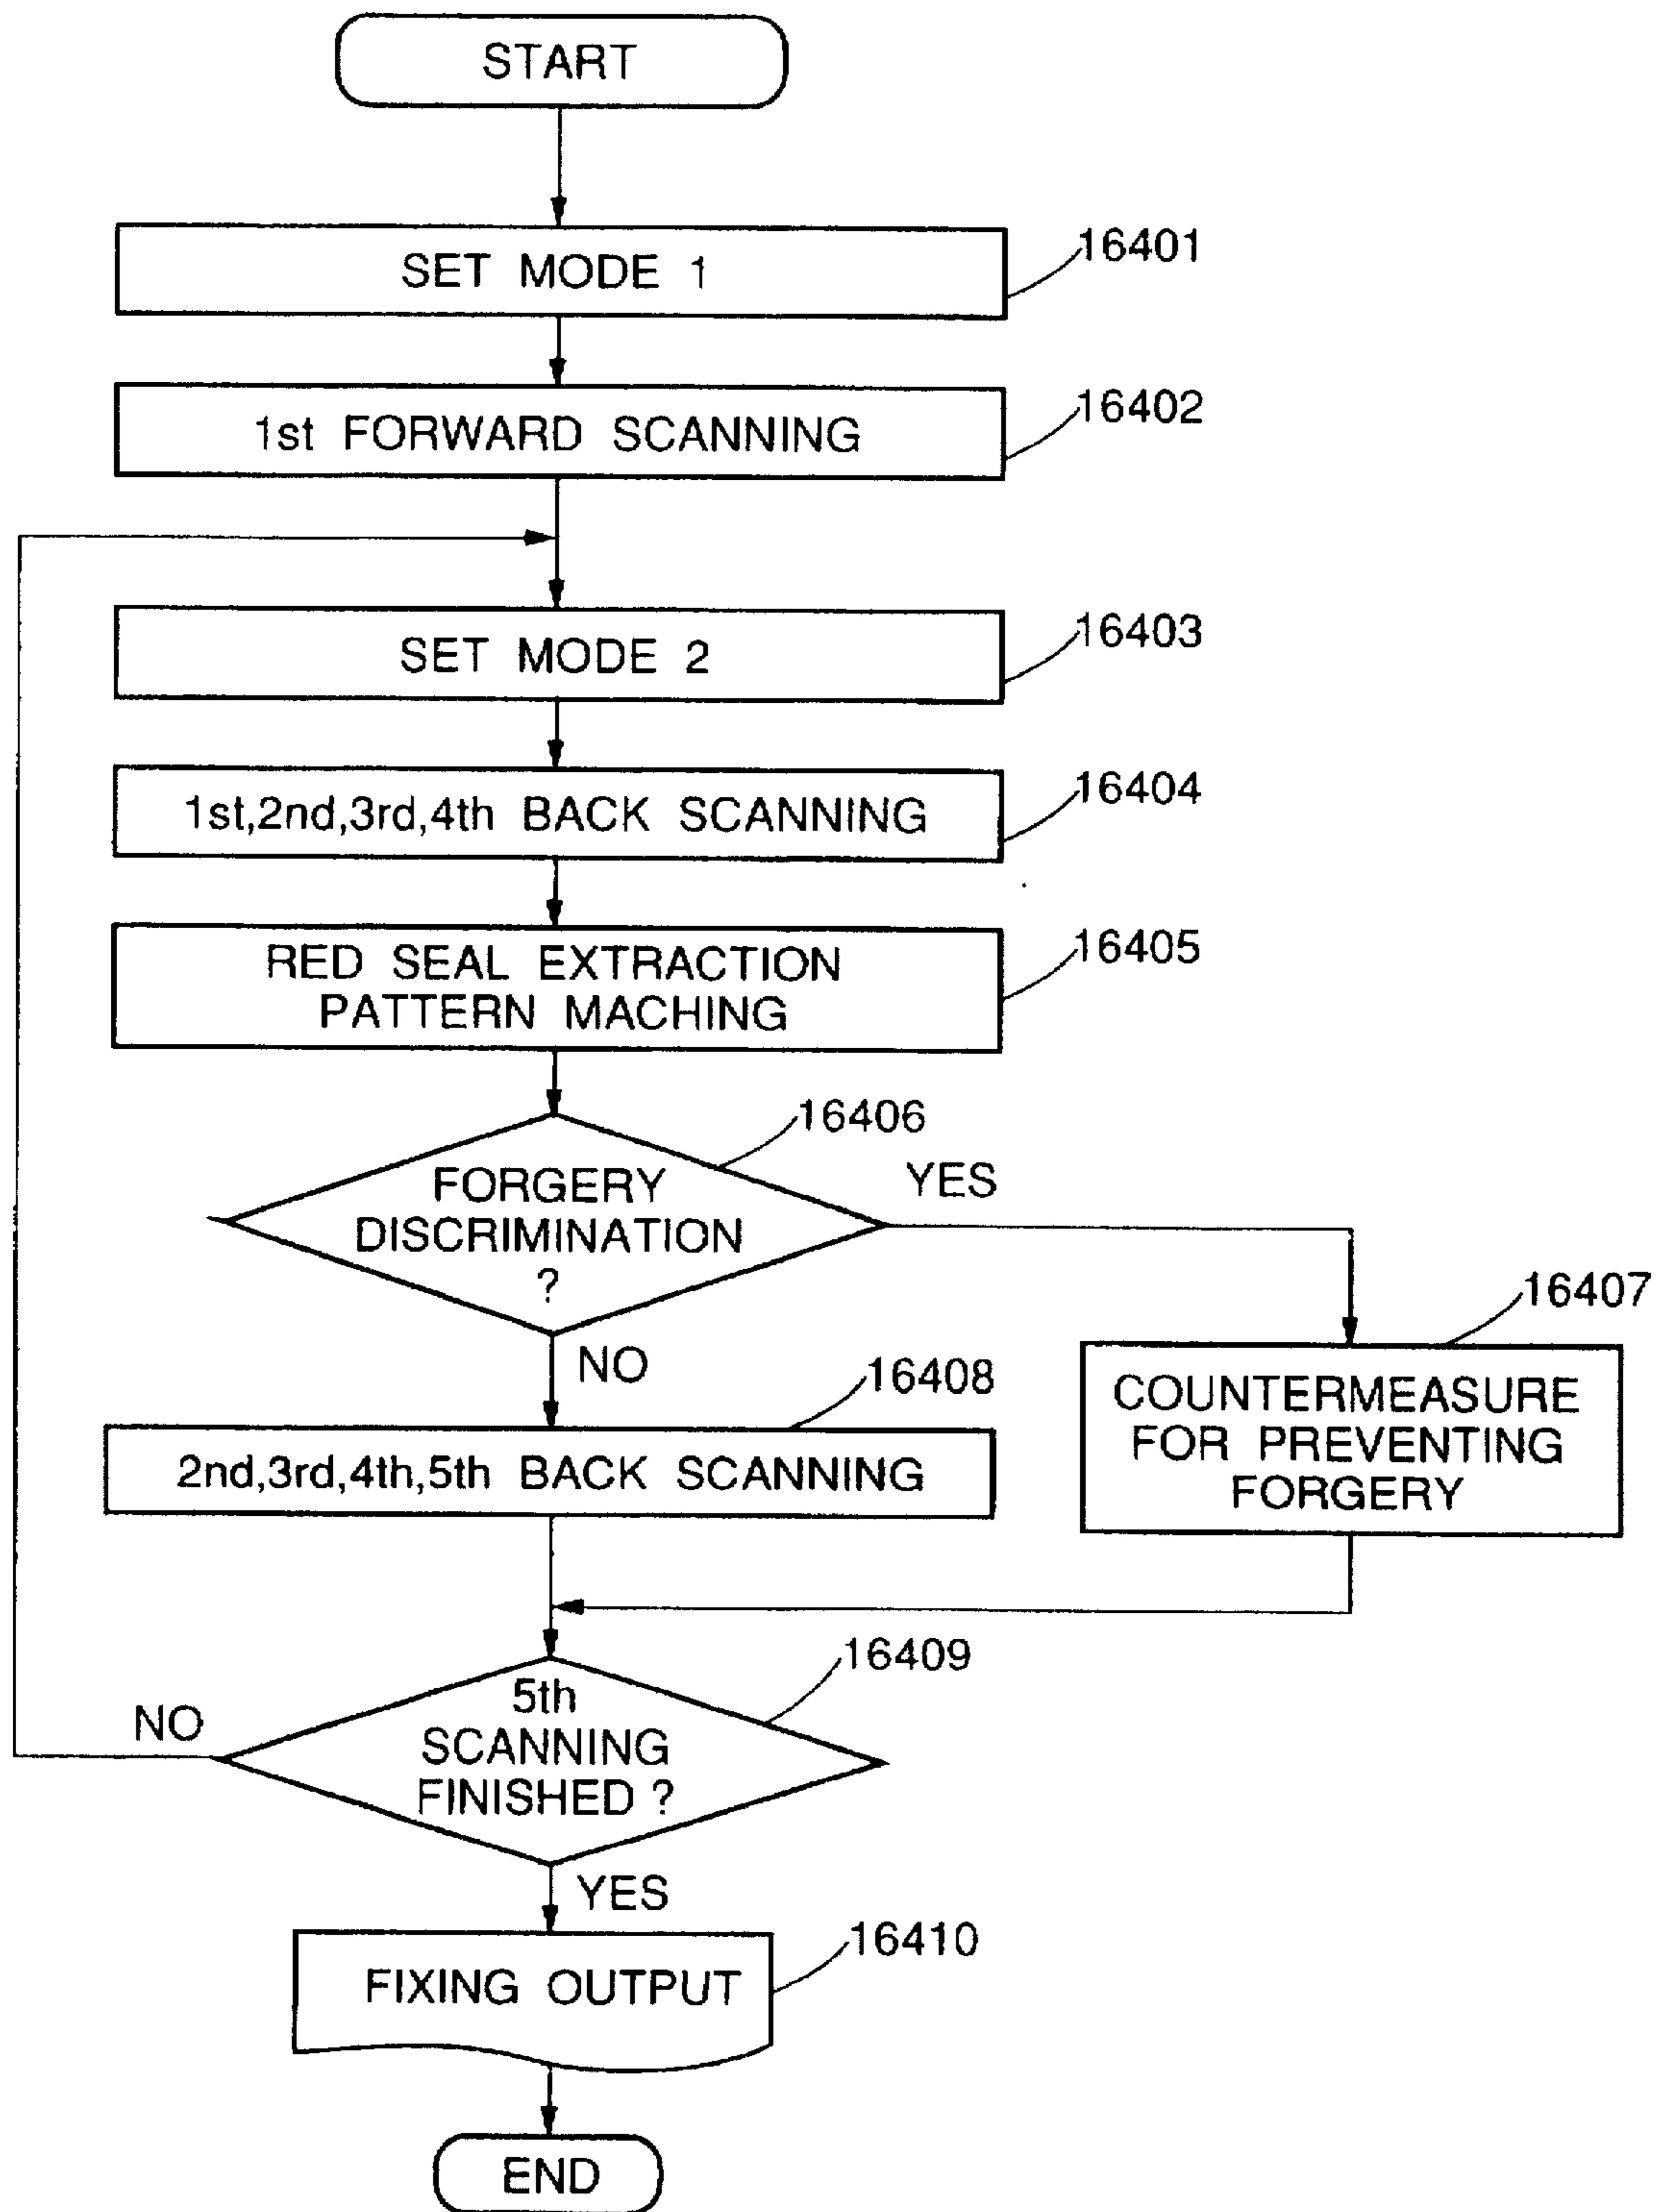 START
SET MODE 1
16401
1st FORWARD SCANNING
16402
SET MODE 2
16403
1st,2nd,3rd,4th BACK SCANNING
16404
RED SEAL EXTRACTION
PATTERN MACHING
16405
16406
FORGERY
DISCRIMINATION
?
YES
NO
16407
COUNTERMEASURE
FOR PREVENTING
FORGERY
16408
2nd,3rd,4th,5th BACK SCANNING
16409
5th
SCANNING
FINISHED ?
NO
YES
16410
FIXING OUTPUT
END